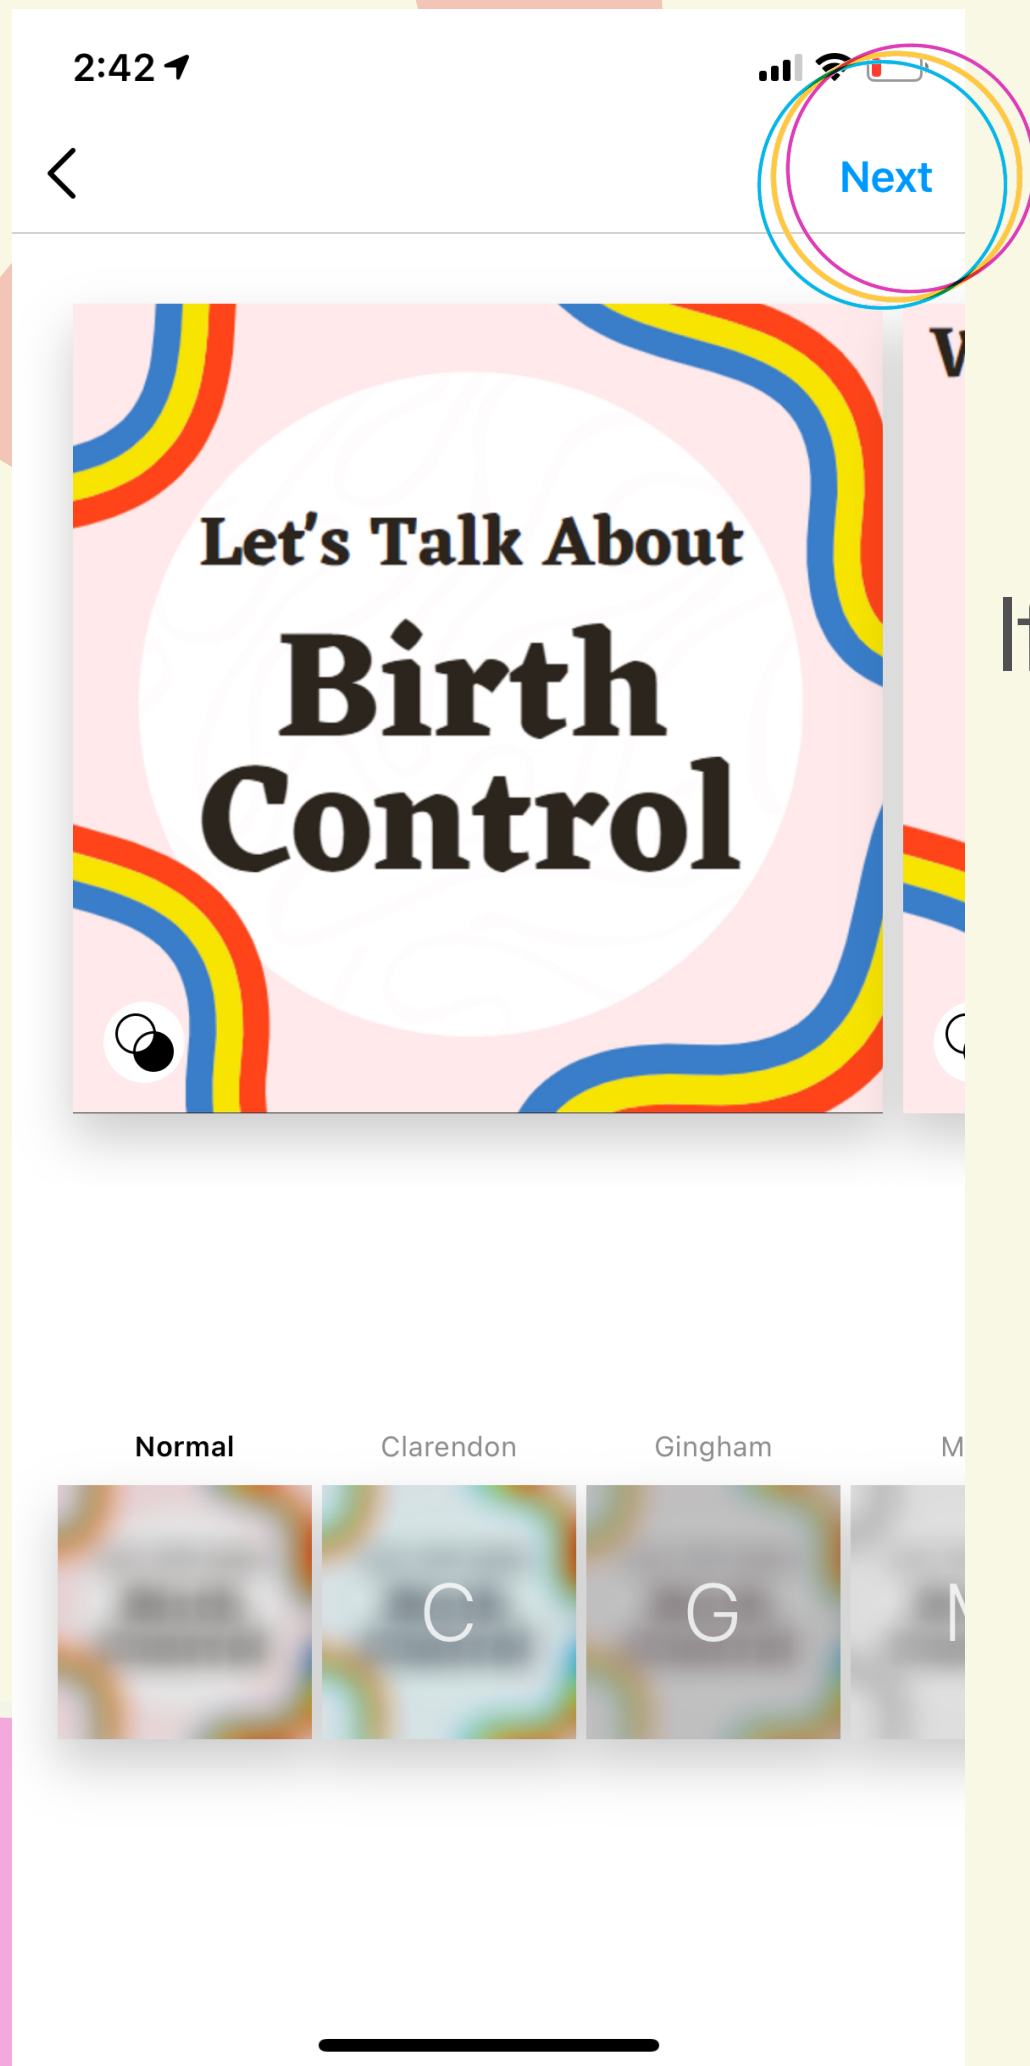 2:42
Next
Let's Talk About
Birth
Control
Normal Clarendon Gingham M
C G M